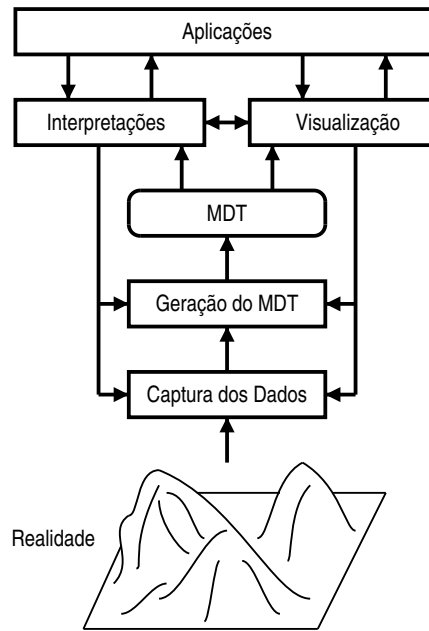 Aplicações
Interpretações
Visualização
MDT
Geração do MDT
Captura dos Dados
Realidade